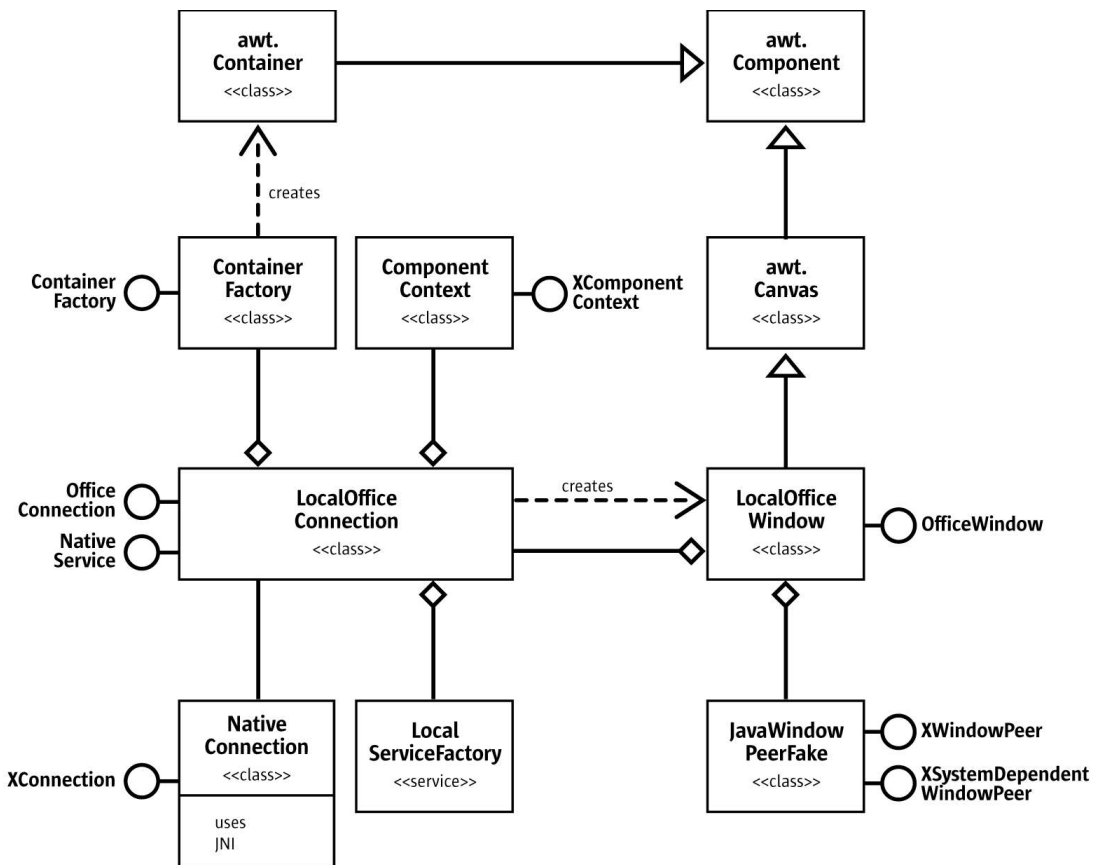 awt.
Container
<<class>>
awt.
Component
<<class>>
creates
Container
Factory
Container
Factory
<<class>>
Component
Context
<<class>>
XComponent
Context
awt.
Canvas
<<class>>
Office
Connection
Native
Service
LocalOffice
Connection
<<class>>
creates
LocalOffice
Window
<<class>>
OfficeWindow
XConnection
Native
Connection
<<class>>
uses
JNI
Local
ServiceFactory
<<service>>
JavaWindow
PeerFake
<<class>>
XWindowPeer
XSystemDependent
WindowPeer